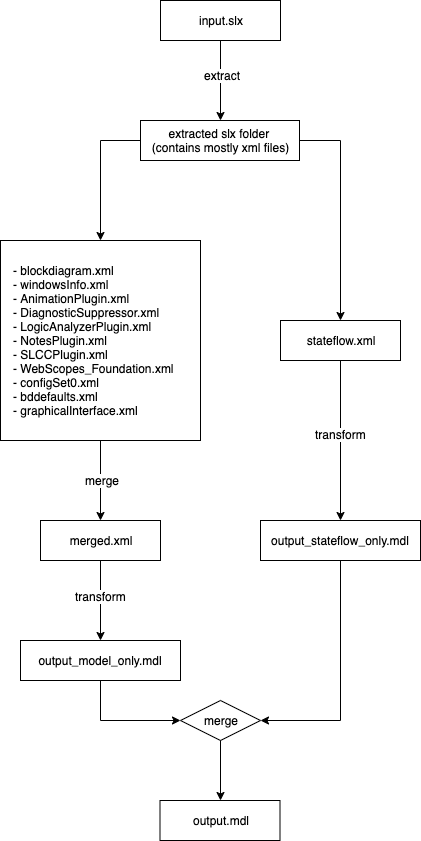 input.slx
extract
extracted slx folder
(contains mostly xml files)
- blockdiagram.xml
- windowsInfo.xml
- AnimationPlugin.xml
- DiagnosticSuppressor.xml
- LogicAnalyzerPlugin.xml
- NotesPlugin.xml
- SLCCPlugin.xml
- WebScopes_Foundation.xml
- configSet0.xml
- bddefaults.xml
- graphicalInterface.xml
stateflow.xml
transform
merge
merged.xml
output_stateflow_only.mdl
transform
output_model_only.mdl
merge
output.mdl